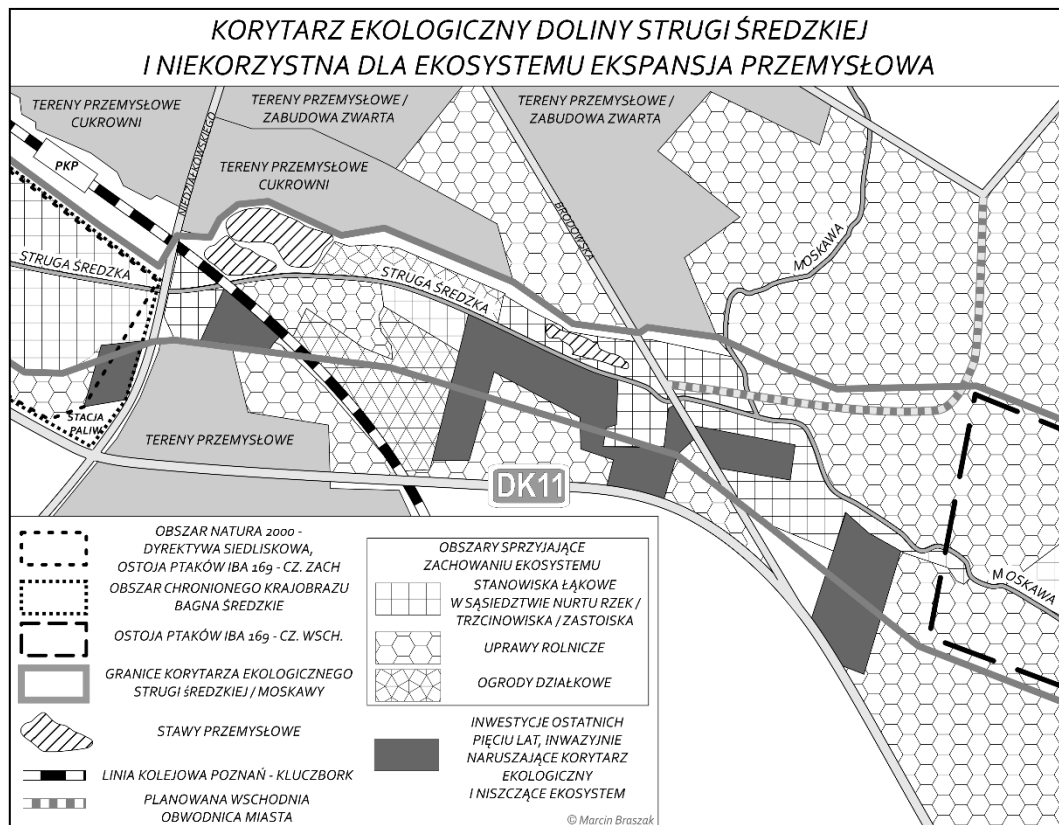 KORYTARZ EKOLOGICZNY DOLINY STRUGI ŚREDZKIEJ
I NIEKORZYSTNA DLA EKOSYSTEMU EKSPANSJA PRZEMYSŁOWA
TERENY PRZEMYSŁOWE
CUKROWNI
TERENY PRZEMYSŁOWE /
ZABUDOWA ZWARTA
TERENY PRZEMYSŁOWE /
ZABUDOWA ZWARTA
PKP
NIEDZIAŁKOWSKIEGO
TERENY PRZEMYSŁOWE
CUKROWNI
BRODOWSKA
MOSKAWA
STRUGA ŚREDZKA
STRUGA ŚREDZKA
STACJA
PALIW
TERENY PRZEMYSŁOWE
DK11
MOSKAWA
OBSZAR NATURA 2000 -
DYREKTYWA SIEDLISKOWA,
OSTOJA PTAKÓW IBA 169 - CZ. ZACH
OBSZAR CHRONIONEGO KRAJOBRAZU
BAGNA ŚREDZKIE
OSTOJA PTAKÓW IBA 169 - CZ. WSCH.
GRANICE KORYTARZA EKOLOGICZNEGO
STRUGI śREDZKIEJ / MOSKAWY
STAWY PRZEMYSŁOWE
LINIA KOLEJOWA POZNAŃ - KLUCZBORK
PLANOWANA WSCHODNIA
OBWODNICA MIASTA
OBSZARY SPRZYJAJĄCE
ZACHOWANIU EKOSYSTEMU
STANOWISKA ŁĄKOWE
W SĄSIEDZTWIE NURTU RZEK /
TRZCINOWISKA / ZASTOISKA
UPRAWY ROLNICZE
OGRODY DZIAŁKOWE
INWESTYCJE OSTATNICH
PIĘCIU LAT, INWAZYJNIE
NARUSZAJĄCE KORYTARZ
EKOLOGICZNY
I NISZCZĄCE EKOSYSTEM
© Marcin Braszak